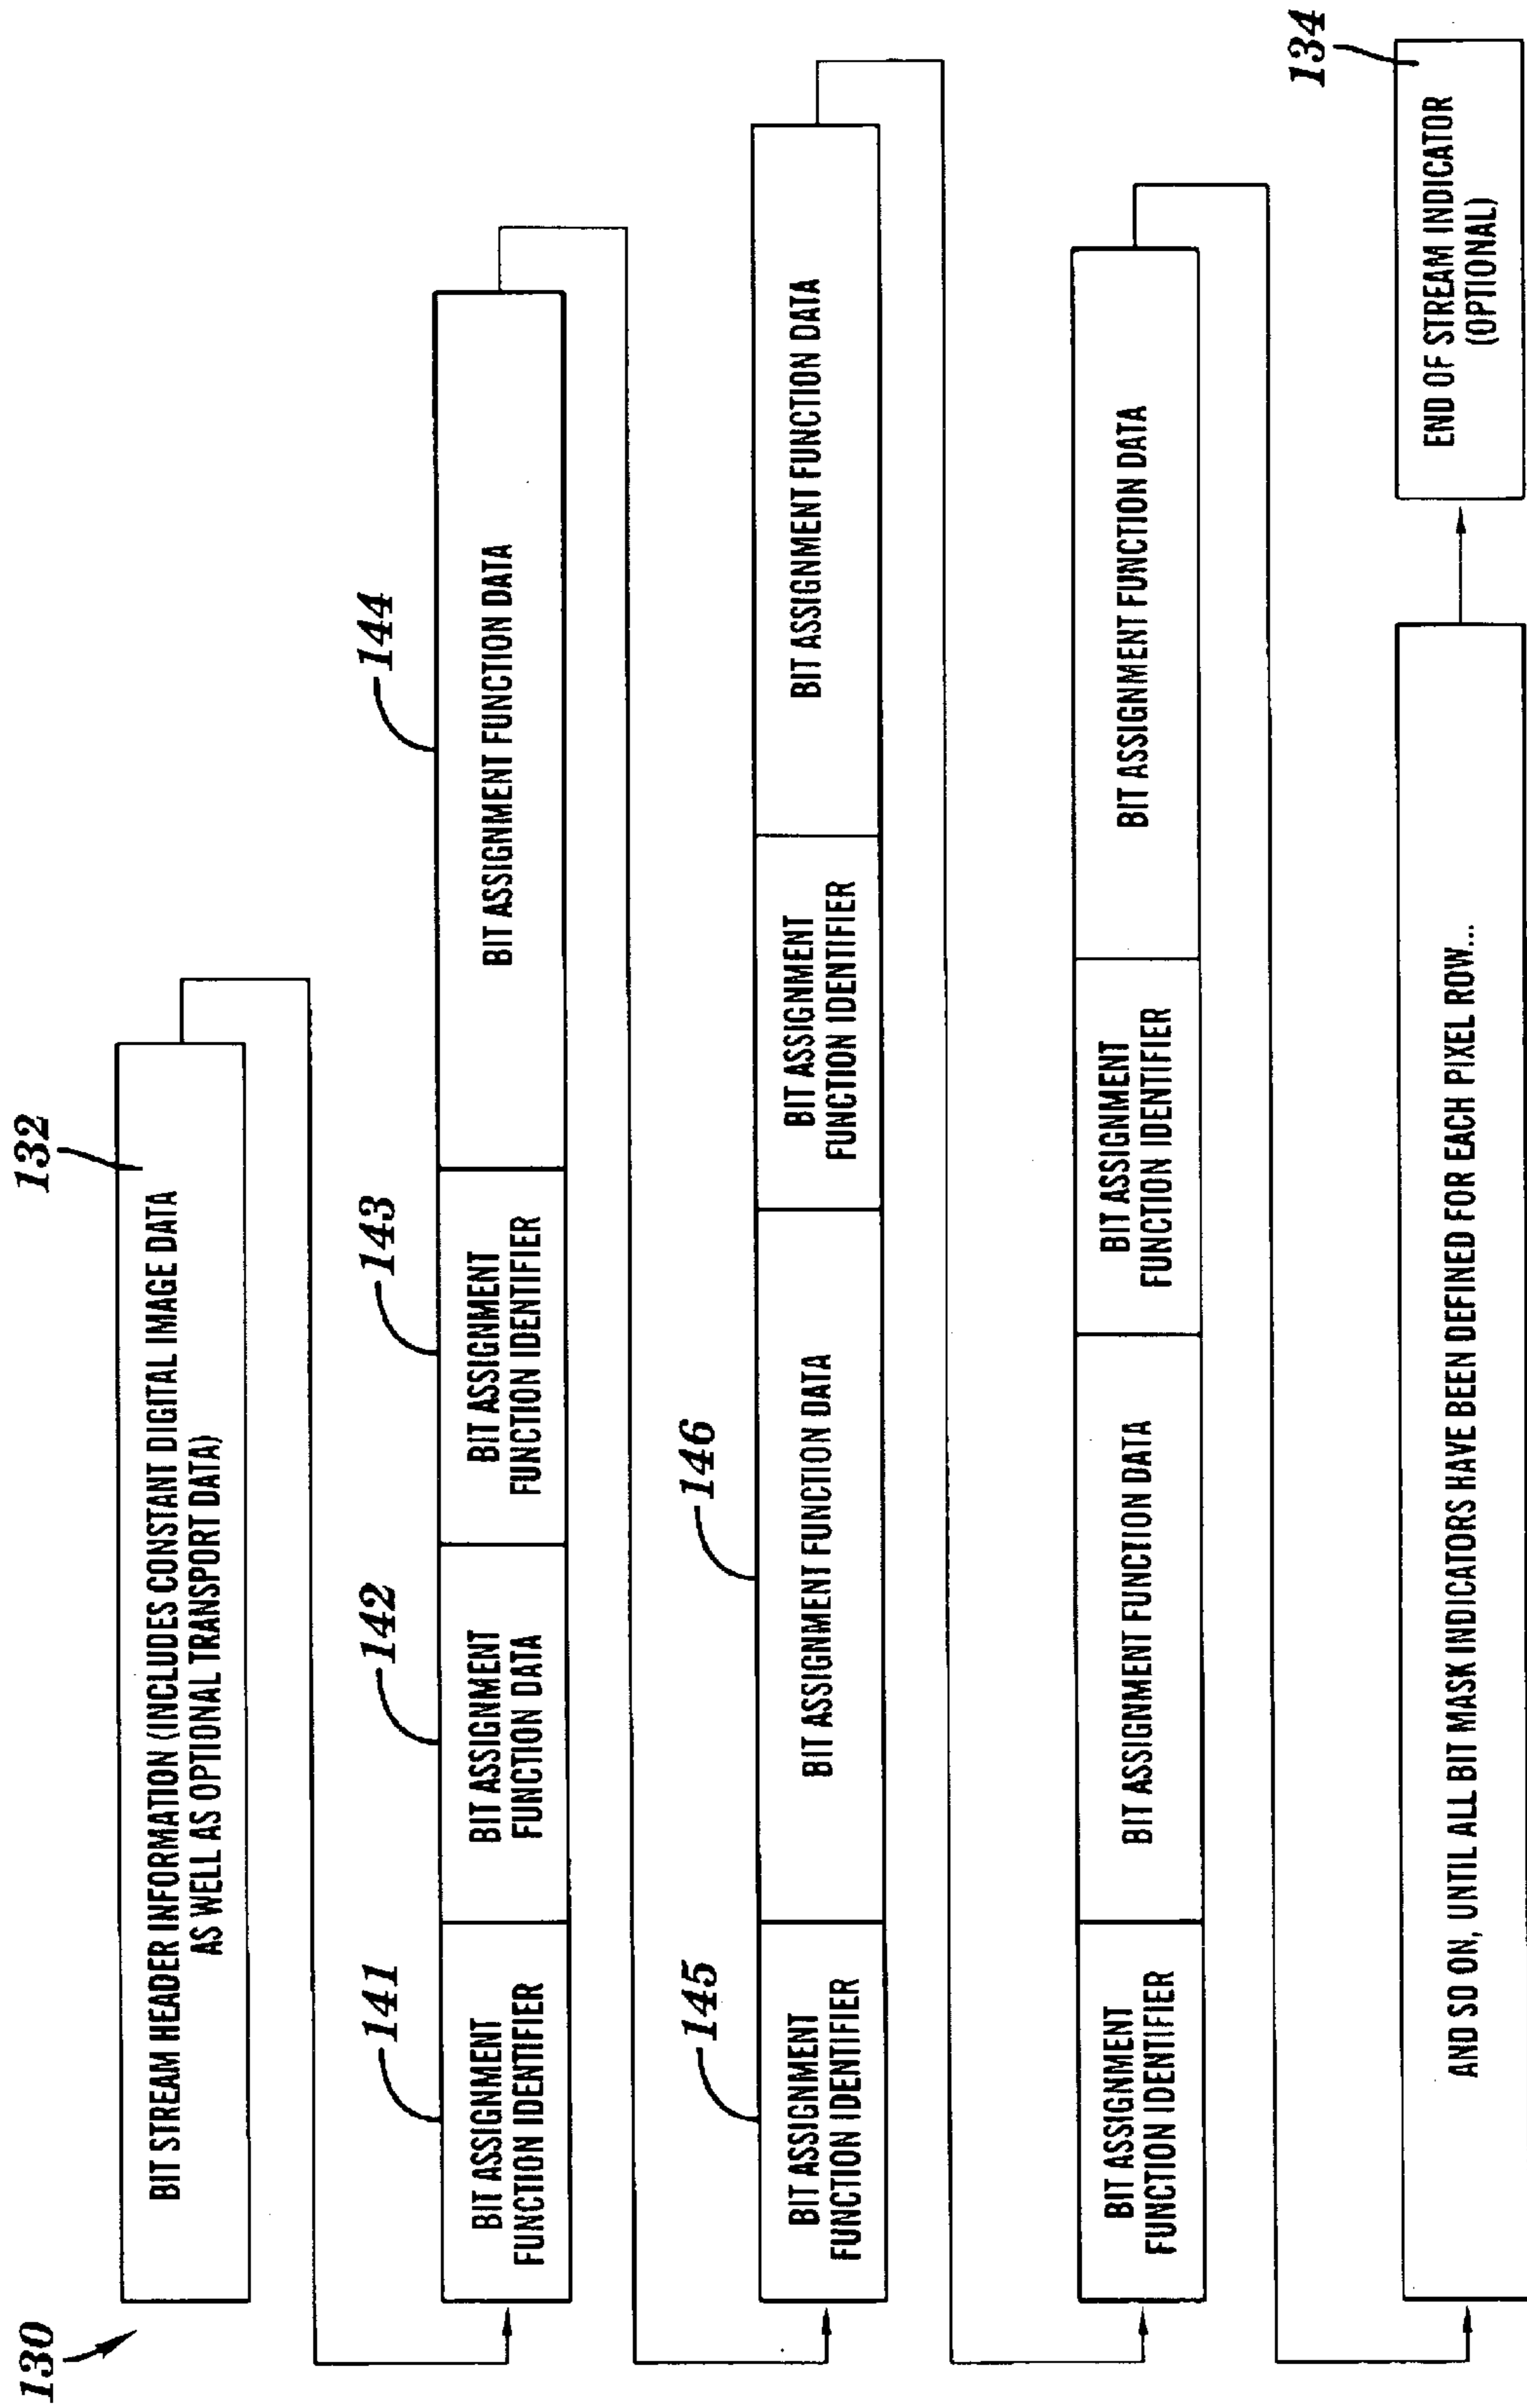 130
132
BIT STREAM HEADER INFORMATION (INCLUDES CONSTANT DIGITAL IMAGE DATA
AS WELL AS OPTIONAL TRANSPORT DATA)
141
142
143
144
BIT ASSIGNMENT
FUNCTION IDENTIFIER
BIT ASSIGNMENT
FUNCTION DATA
BIT ASSIGNMENT
FUNCTION IDENTIFIER
BIT ASSIGNMENT FUNCTION DATA
145
146
BIT ASSIGNMENT
FUNCTION IDENTIFIER
BIT ASSIGNMENT FUNCTION DATA
BIT ASSIGNMENT
FUNCTION IDENTIFIER
BIT ASSIGNMENT FUNCTION DATA
BIT ASSIGNMENT
FUNCTION IDENTIFIER
BIT ASSIGNMENT FUNCTION DATA
BIT ASSIGNMENT
FUNCTION IDENTIFIER
BIT ASSIGNMENT FUNCTION DATA
134
AND SO ON, UNTIL ALL BIT MASK INDICATORS HAVE BEEN DEFINED FOR EACH PIXEL ROW...
END OF STREAM INDICATOR
(OPTIONAL)